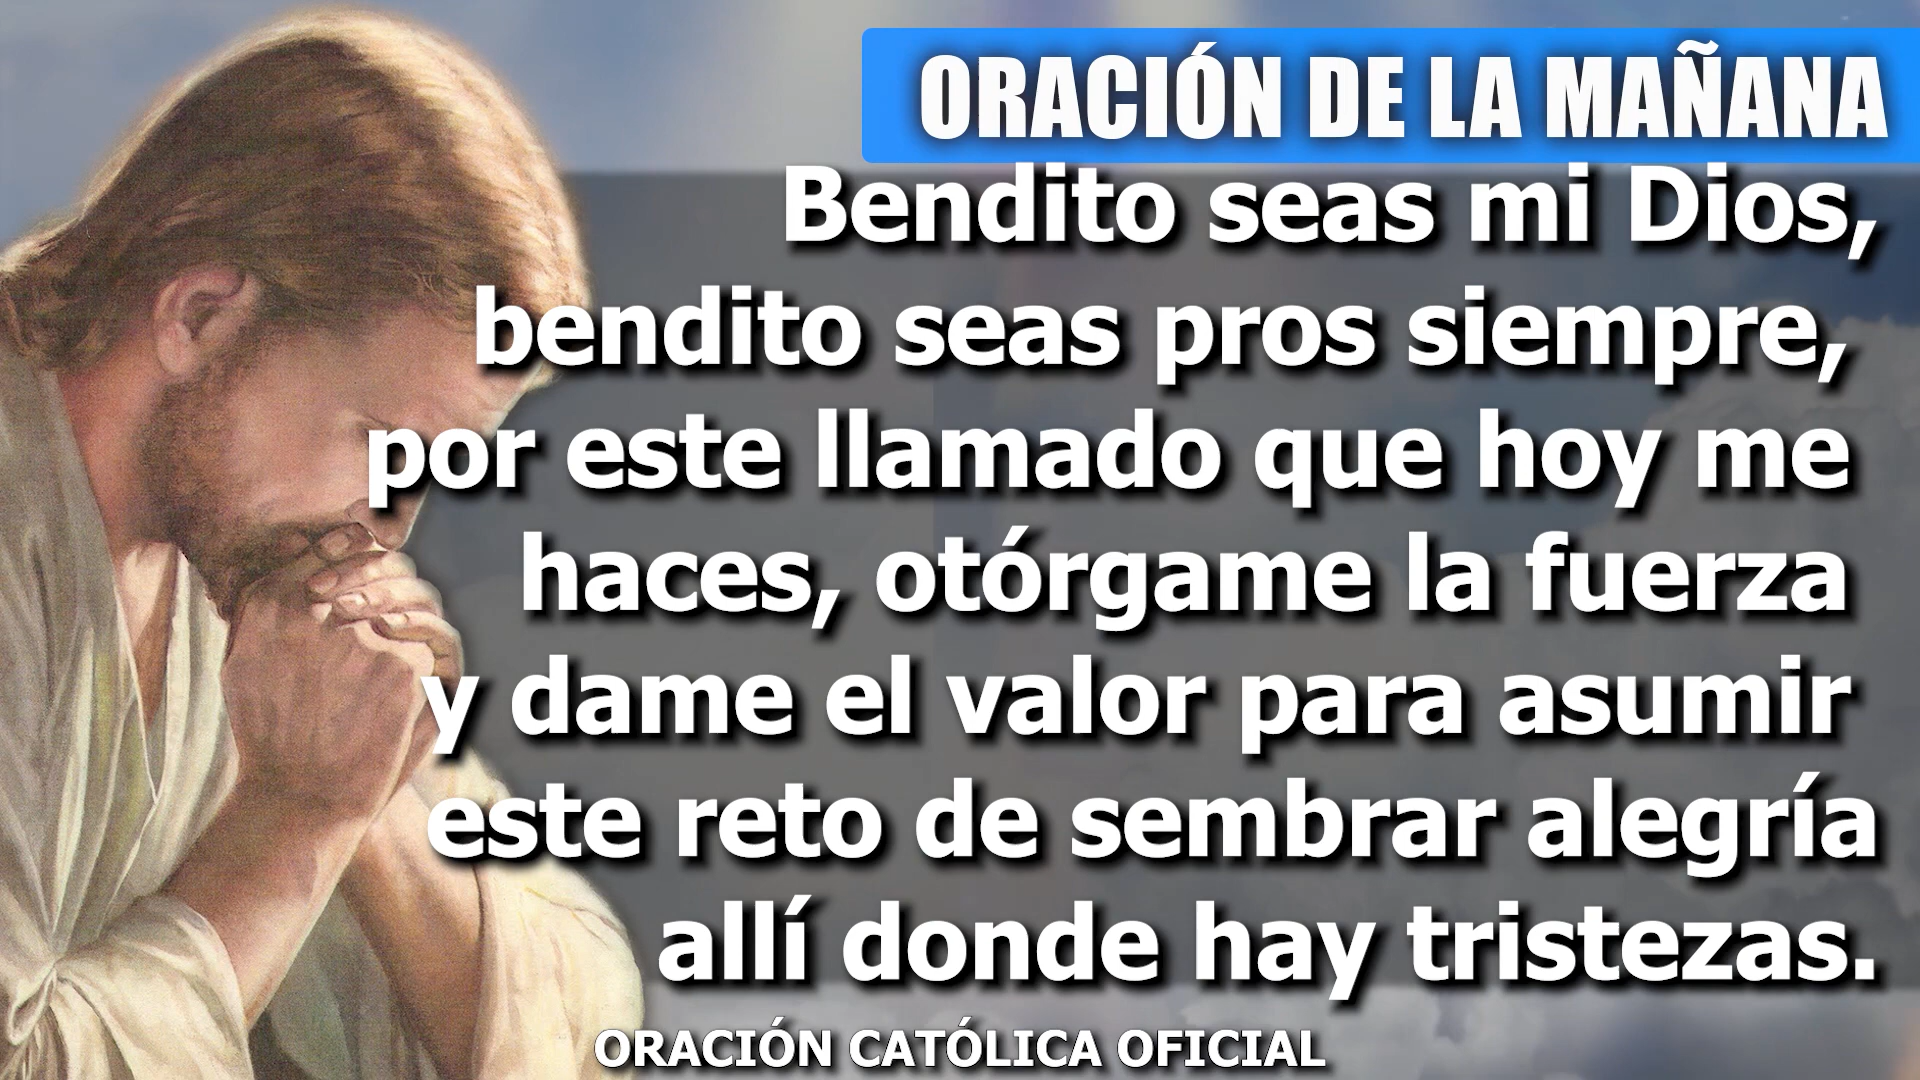 ORACIÓN DE LA MAÑANA
Bendito seas mi Dios,
bendito seas pros siempre,
por este llamado que hoy me
haces, otórgame la fuerza
y dame el valor para asumir
este reto de sembrar alegría
allí donde hay tristezas.
ORACIÓN CATÓLICA OFICIAL